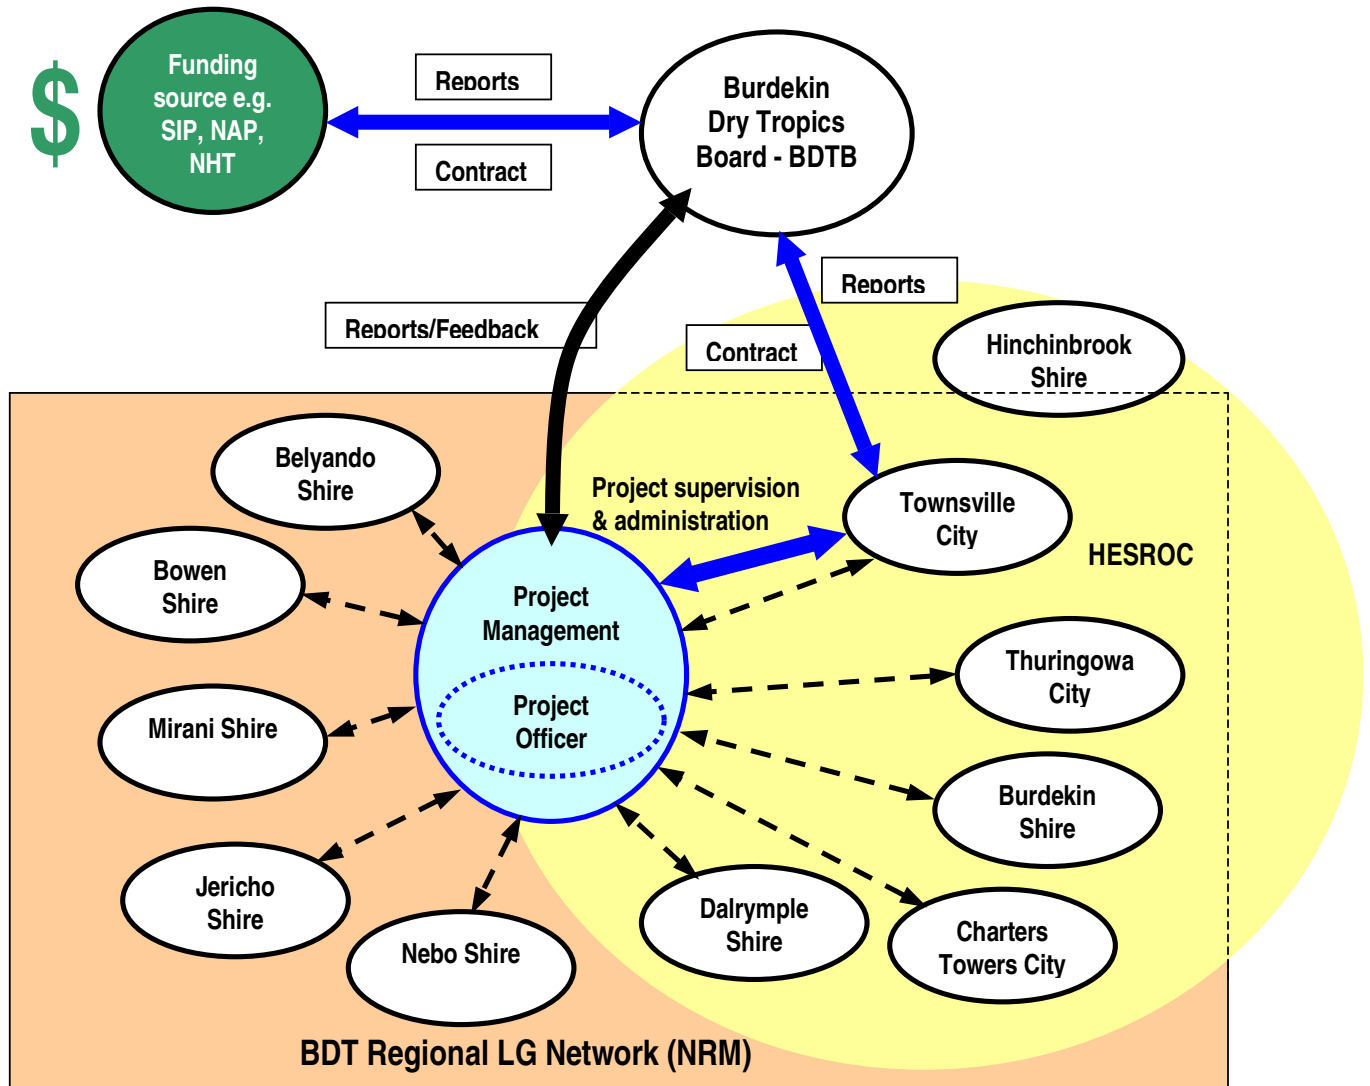 $
Funding
source e.g.
SIP, NAP,
NHT
Reports
Contract
Burdekin
Dry Tropics
Board - BDTB
Reports
Reports/Feedback
Contract
Hinchinbrook
Shire
Belyando
Shire
Project supervision
& administration
Townsville
City
HESROC
Bowen
Shire
Project
Management
Thuringowa
City
Mirani Shire
Project
Officer
Burdekin
Shire
Jericho
Shire
Nebo Shire
Dalrymple
Shire
Charters
Towers City
BDT Regional LG Network (NRM)